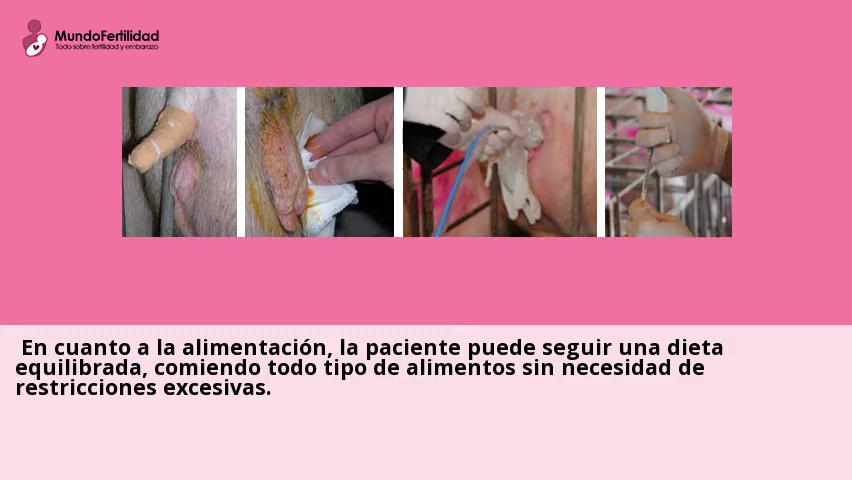 MundoFertilidad
Todo sobre fertilidad y embarazo
En cuanto a la alimentación, la paciente puede seguir una dieta
equilibrada, comiendo todo tipo de alimentos sin necesidad de
restricciones excesivas.